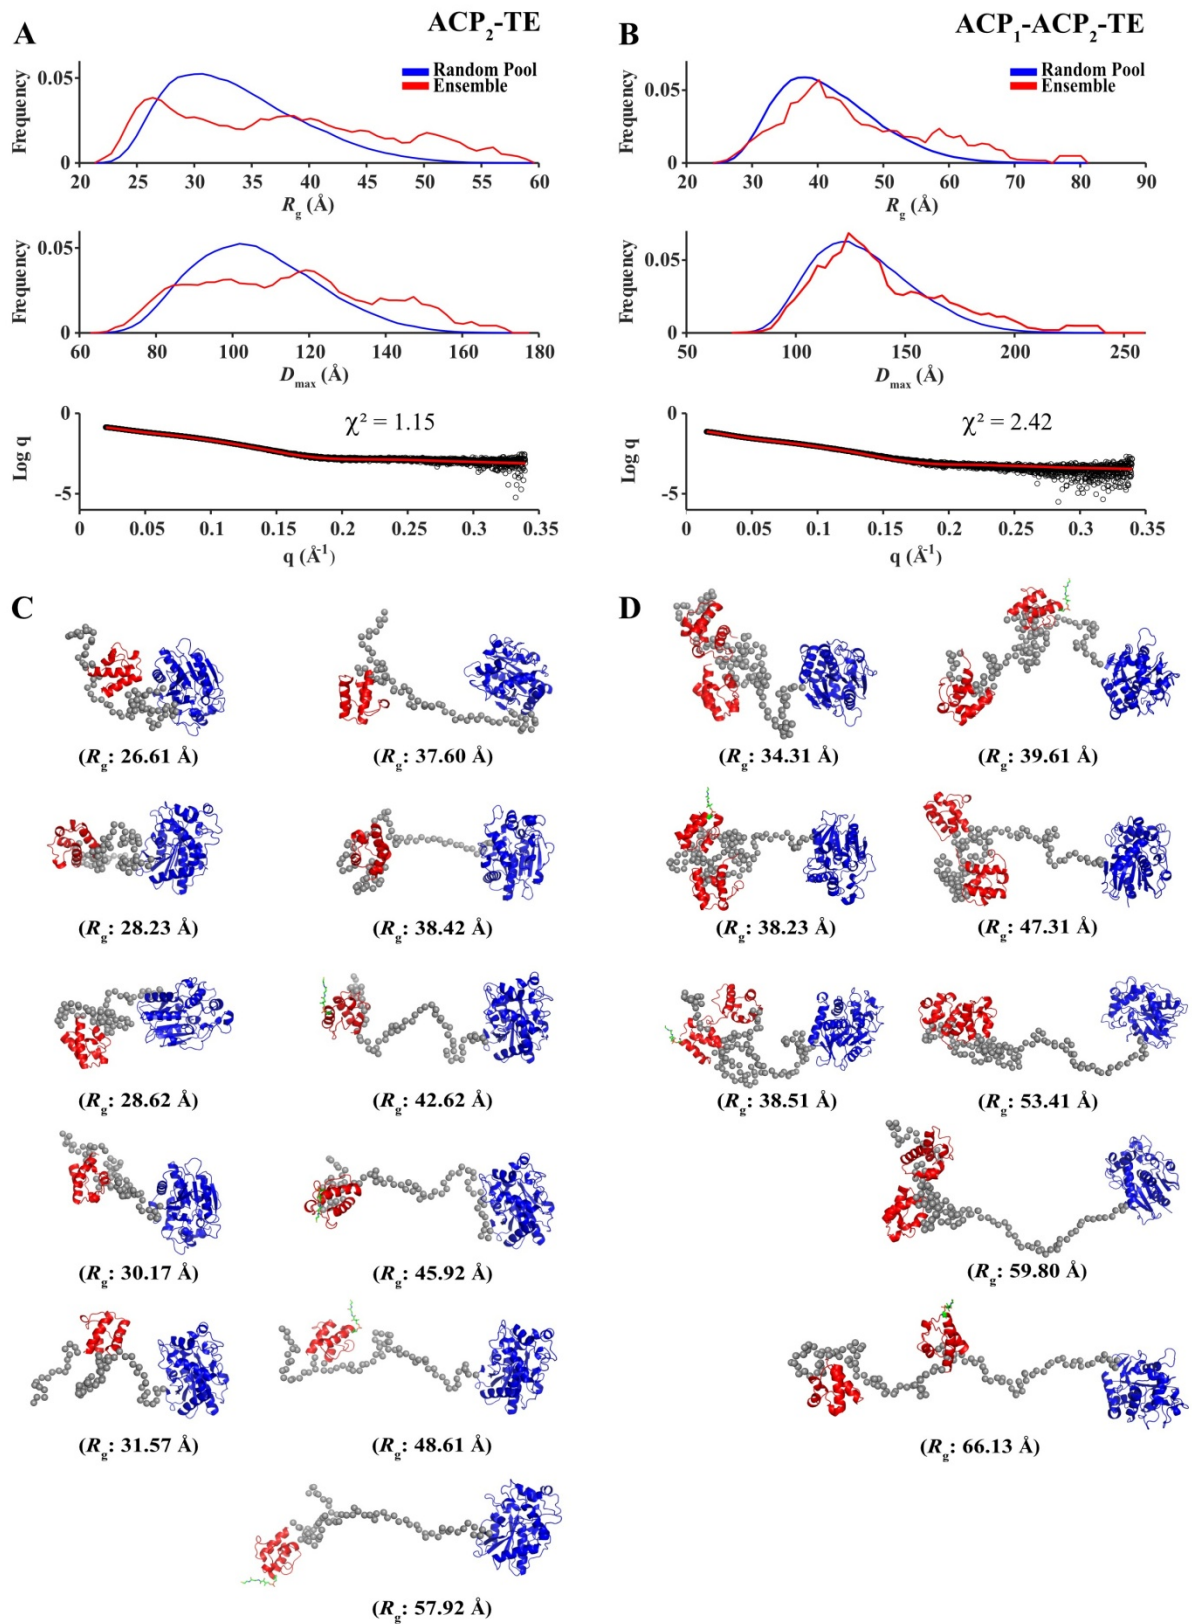 A
ACP₂-TE
Random Pool
Ensemble
Frequency
0.05
0
20 25 30 35 40 45 50 55 60
Rg (Å)
Frequency
0.05
0
60 80 100 120 140 160 180
Dmax (Å)
Log q
0
-5
χ² = 1.15
0 0.05 0.1 0.15 0.2 0.25 0.3 0.35
q (Å⁻¹)
B
ACP₁-ACP₂-TE
Random Pool
Ensemble
Frequency
0.05
0
20 30 40 50 60 70 80 90
Rg (Å)
Frequency
0.05
0
50 100 150 200 250
Dmax (Å)
Log q
0
-5
χ² = 2.42
0 0.05 0.1 0.15 0.2 0.25 0.3 0.35
q (Å⁻¹)
C
(Rg: 26.61 Å)
(Rg: 37.60 Å)
(Rg: 28.23 Å)
(Rg: 38.42 Å)
(Rg: 28.62 Å)
(Rg: 42.62 Å)
(Rg: 30.17 Å)
(Rg: 45.92 Å)
(Rg: 31.57 Å)
(Rg: 48.61 Å)
(Rg: 57.92 Å)
D
(Rg: 34.31 Å)
(Rg: 39.61 Å)
(Rg: 38.23 Å)
(Rg: 47.31 Å)
(Rg: 38.51 Å)
(Rg: 53.41 Å)
(Rg: 59.80 Å)
(Rg: 66.13 Å)